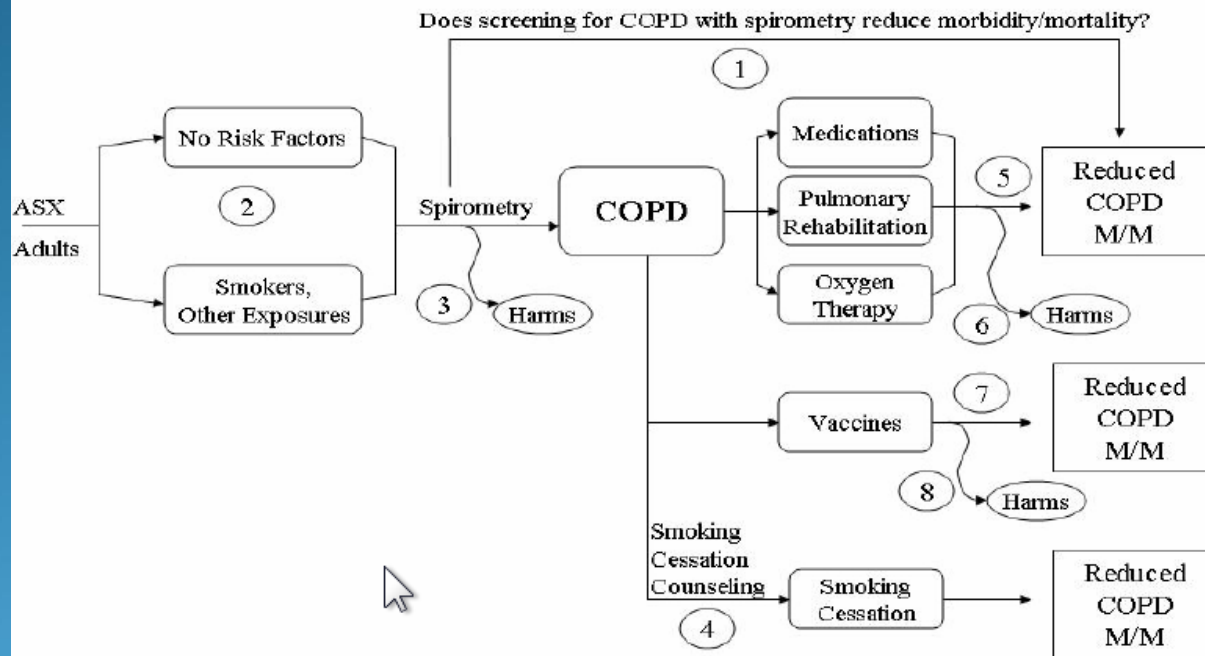 Does screening for COPD with spirometry reduce morbidity/mortality?
1
No Risk Factors
2
ASX
Adults
Smokers,
Other Exposures
Spirometry
3
Harms
COPD
Medications
Pulmonary
Rehabilitation
Oxygen
Therapy
5
6
Harms
Reduced
COPD
M/M
Vaccines
7
8
Harms
Reduced
COPD
M/M
Smoking
Cessation
Counseling
4
Smoking
Cessation
Reduced
COPD
M/M